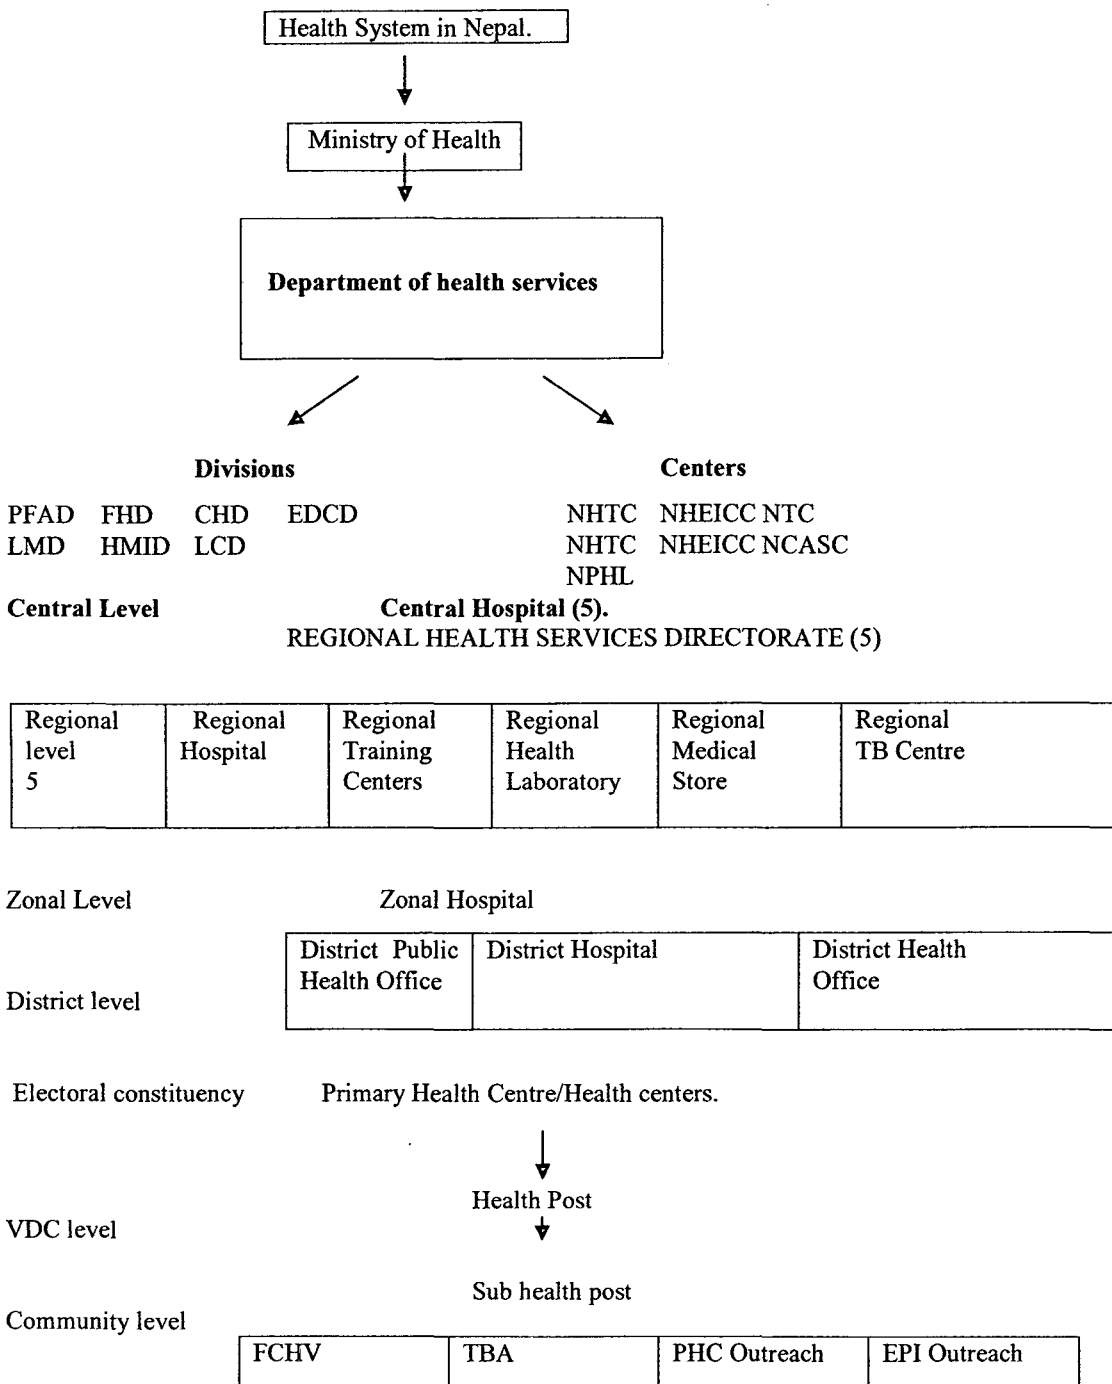 Health System in Nepal.
Ministry of Health
Department of health services
Divisions
Centers
PFAD FHD CHD EDCD
NHTC NHEICC NTC
LMD HMID LCD
NHTC NHEICC NCASC
NPHL
Central Level Central Hospital (5).
REGIONAL HEALTH SERVICES DIRECTORATE (5)
Regional level 5
Regional Hospital
Regional Training Centers
Regional Health Laboratory
Regional Medical Store
Regional TB Centre
Zonal Level Zonal Hospital
District level
District Public Health Office
District Hospital
District Health Office
Electoral constituency Primary Health Centre/Health centers.
Health Post
VDC level
Sub health post
Community level
FCHV TBA PHC Outreach EPI Outreach